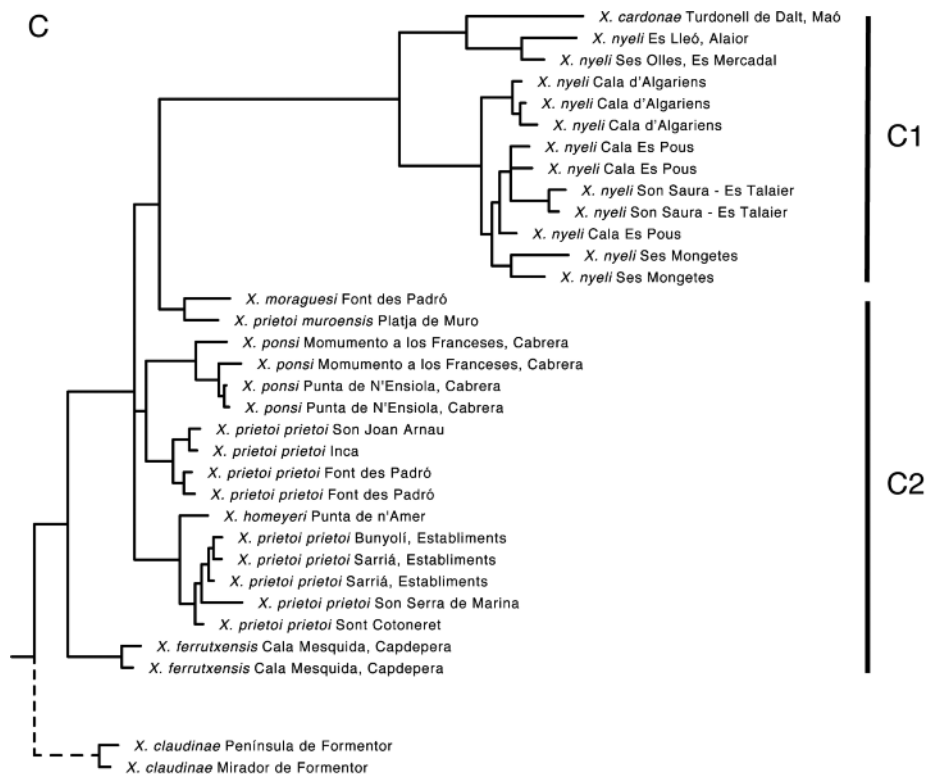 C
X. cardonae Turdonell de Dalt, Maó
X. nyeli Es Lleó, Alaior
X. nyeli Ses Olles, Es Mercadal
X. nyeli Cala d'Algariens
X. nyeli Cala d'Algariens
X. nyeli Cala d'Algariens
C1
X. nyeli Cala Es Pous
X. nyeli Cala Es Pous
X. nyeli Son Saura - Es Talaier
X. nyeli Son Saura - Es Talaier
X. nyeli Cala Es Pous
X. nyeli Ses Mongetes
X. nyeli Ses Mongetes
X. moraguesi Font des Padró
X. prietoi muroensis Platja de Muro
X. ponsi Momumento a los Franceses, Cabrera
X. ponsi Momumento a los Franceses, Cabrera
X. ponsi Punta de N'Ensiola, Cabrera
X. ponsi Punta de N'Ensiola, Cabrera
X. prietoi prietoi Son Joan Arnau
X. prietoi prietoi Inca
X. prietoi prietoi Font des Padró
C2
X. prietoi prietoi Font des Padró
X. homeyeri Punta de n'Amer
X. prietoi prietoi Bunyolí, Establiments
X. prietoi prietoi Sarriá, Establiments
X. prietoi prietoi Sarriá, Establiments
X. prietoi prietoi Son Serra de Marina
X. prietoi prietoi Sont Cotoneret
X. ferrutxensis Cala Mesquida, Capdepera
X. ferrutxensis Cala Mesquida, Capdepera
X. claudinae Península de Formentor
X. claudinae Mirador de Formentor